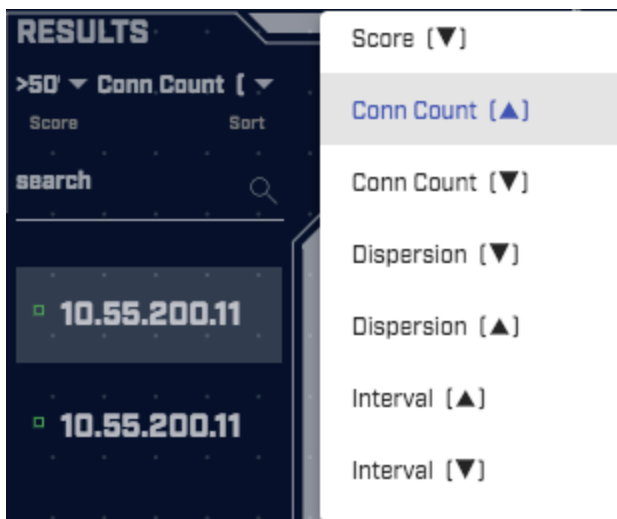 RESULTS
>50' ▼ Conn Count ( ▼
Score Sort
search
10.55.200.11
10.55.200.11
Score (▼)
Conn Count (▲)
Conn Count (▼)
Dispersion (▼)
Dispersion (▲)
Interval (▲)
Interval (▼)